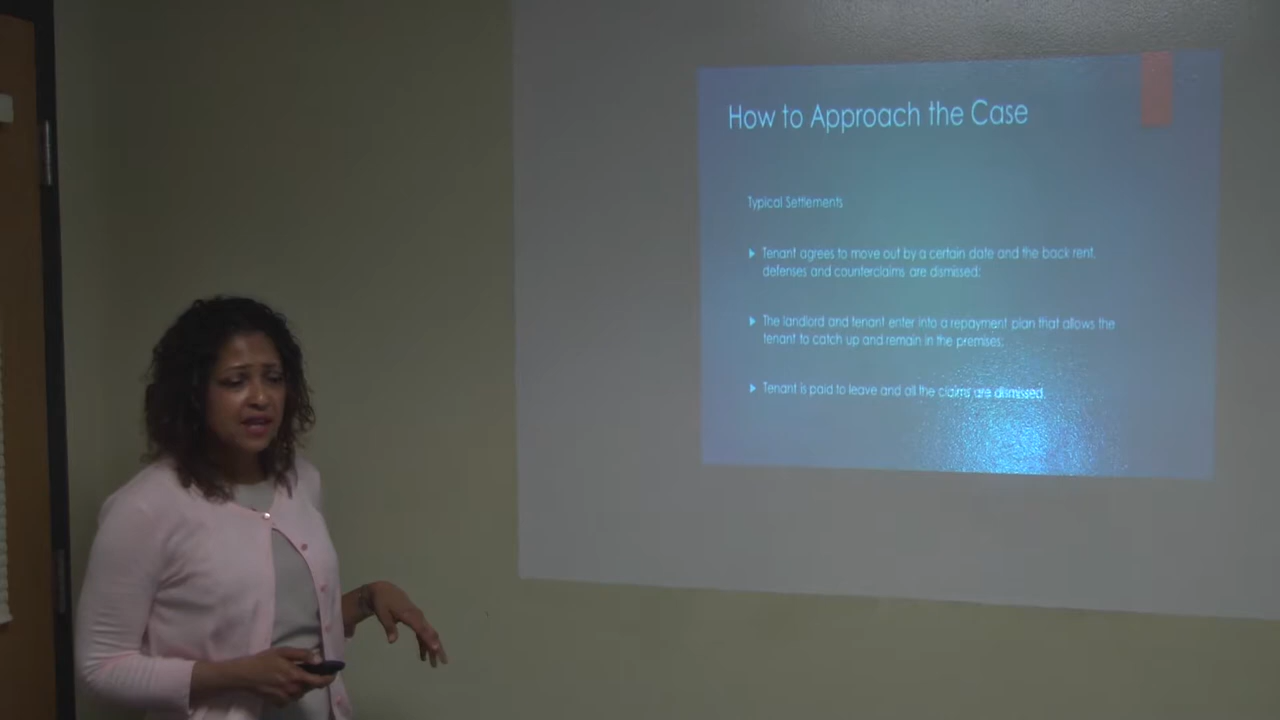 How to Approach the Case
Typical Settlements
Tenant agrees to move out by a certain date and the back rent,
defenses and counterclaims are dismissed;
The landlord and tenant enter into a repayment plan that allows the
tenant to catch up and remain in the premises;
Tenant is paid to leave and all the claims are dismissed.